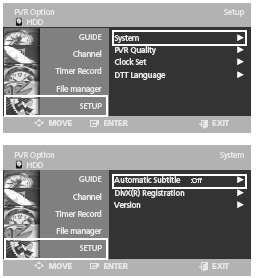 PVR Option Setup
HDD
GUIDE System
PVR Quality
Channel Clock Set
Timer Record DTT Language
File manager
SETUP
MOVE ENTER EXIT
PVR Option System
HDD
GUIDE Automatic Subtitle :Off
DivX(R) Registration
Channel Version
Timer Record
File manager
SETUP
MOVE ENTER EXIT